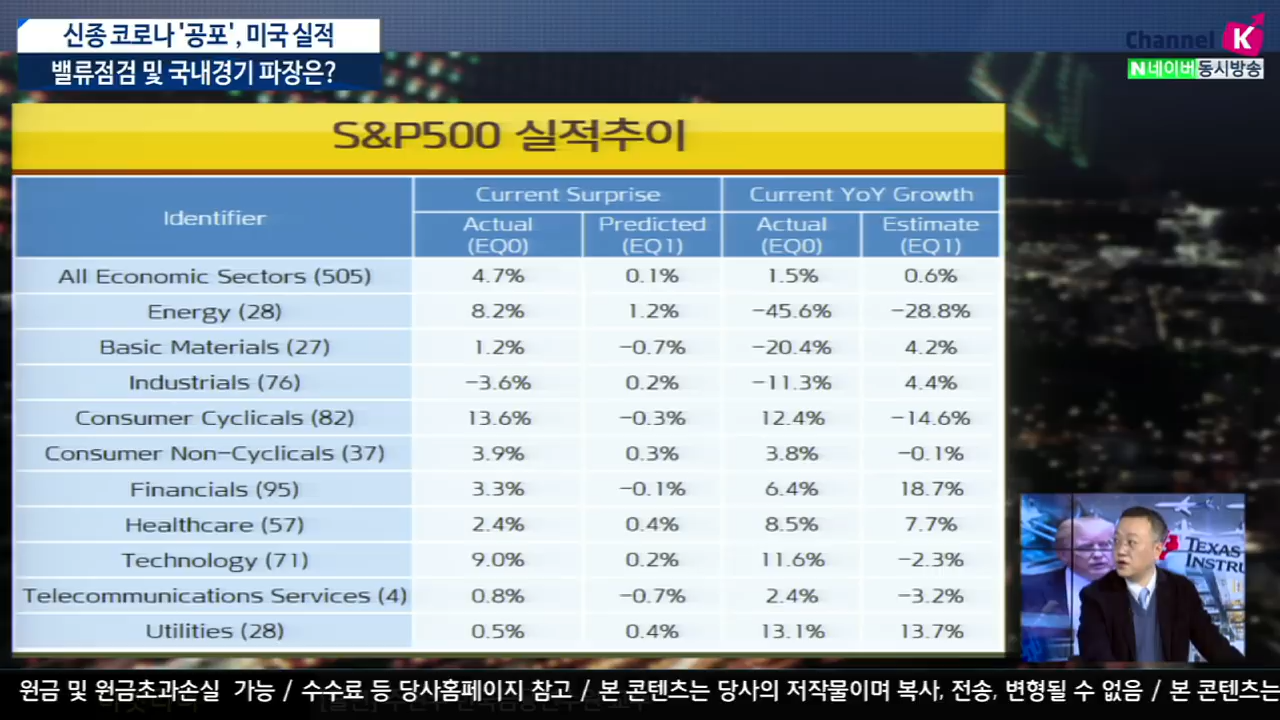 신종 코로나 '공포', 미국 실적
밸류점검 및 국내경기 파장은?
Channel K
N네이버 동시방송
S&P500 실적추이
Identifier
Current Surprise
Current YoY Growth
Actual (EQ0)
Predicted (EQ1)
Actual (EQ0)
Estimate (EQ1)
All Economic Sectors (505) 4.7% 0.1% 1.5% 0.6%
Energy (28) 8.2% 1.2% -45.6% -28.8%
Basic Materials (27) 1.2% -0.7% -20.4% 4.2%
Industrials (76) -3.6% 0.2% -11.3% 4.4%
Consumer Cyclicals (82) 13.6% -0.3% 12.4% -14.6%
Consumer Non-Cyclicals (37) 3.9% 0.3% 3.8% -0.1%
Financials (95) 3.3% -0.1% 6.4% 18.7%
Healthcare (57) 2.4% 0.4% 8.5% 7.7%
Technology (71) 9.0% 0.2% 11.6% -2.3%
Telecommunications Services (4) 0.8% -0.7% 2.4% -3.2%
Utilities (28) 0.5% 0.4% 13.1% 13.7%
TEXAS
INSTRU
원금 및 원금초과손실 가능 / 수수료 등 당사홈페이지 참고 / 본 콘텐츠는 당사의 저작물이며 복사, 전송, 변형될 수 없음 / 본 콘텐츠는